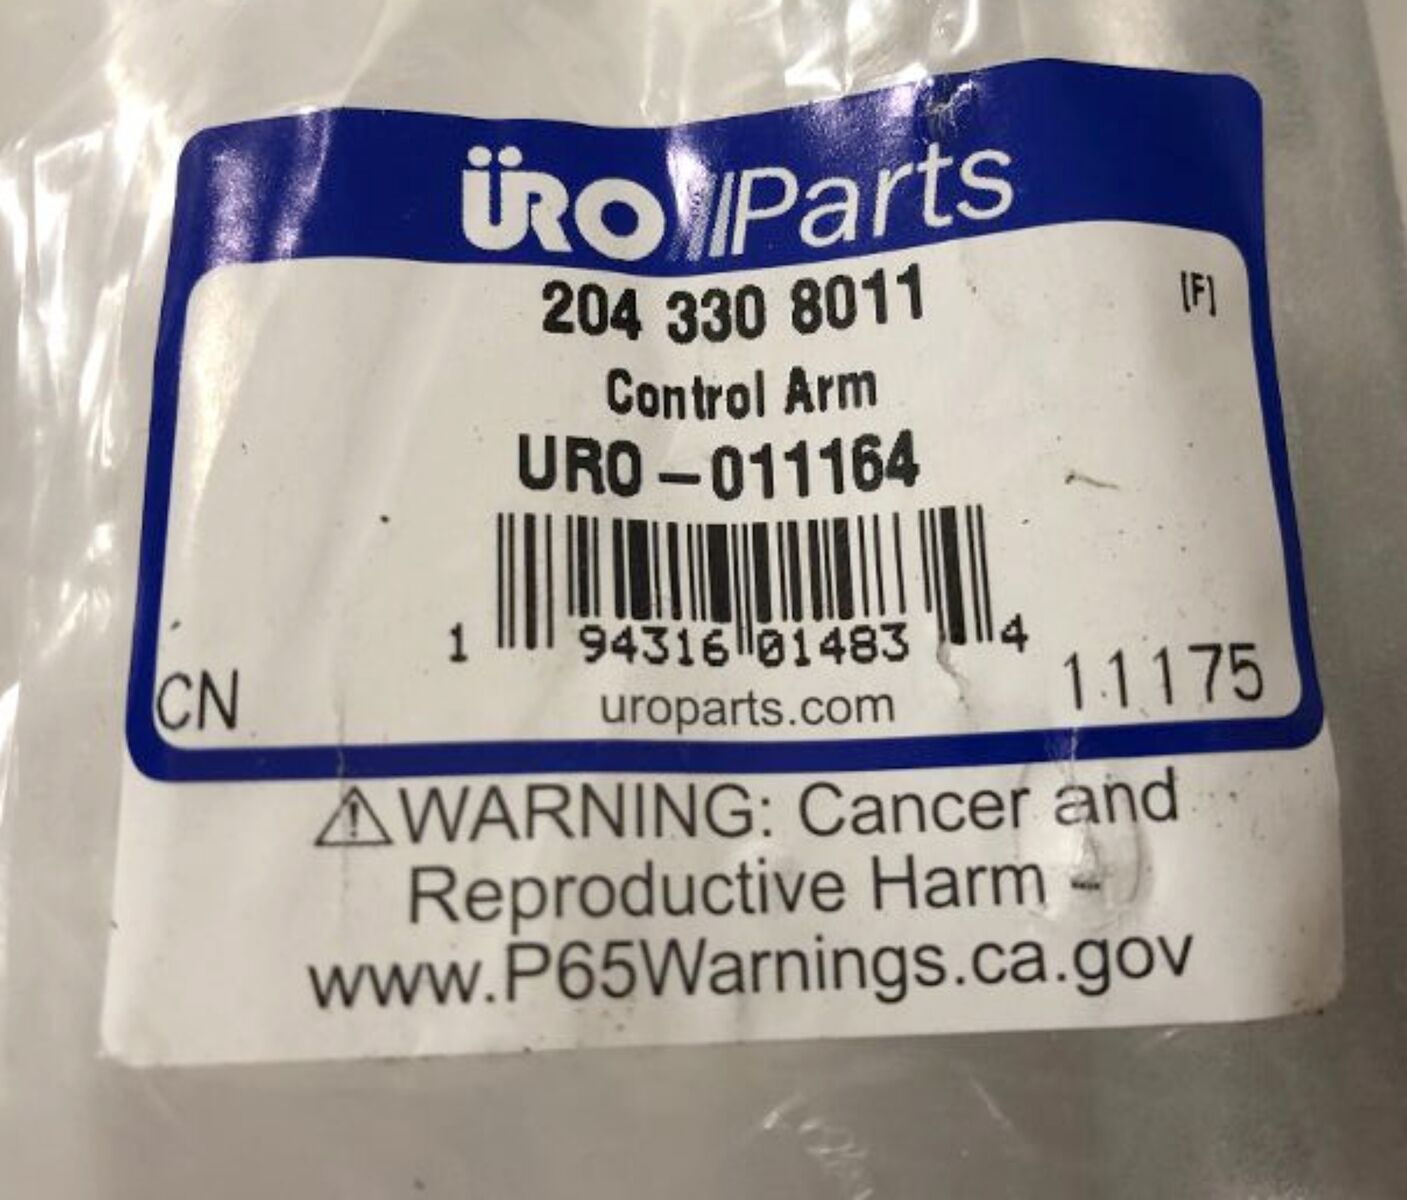 ÜRO Parts
204 330 8011 [F]
Control Arm
URO-011164
1 94316 01483 4
CN uroparts.com 11175
⚠WARNING: Cancer and
Reproductive Harm -
www.P65Warnings.ca.gov